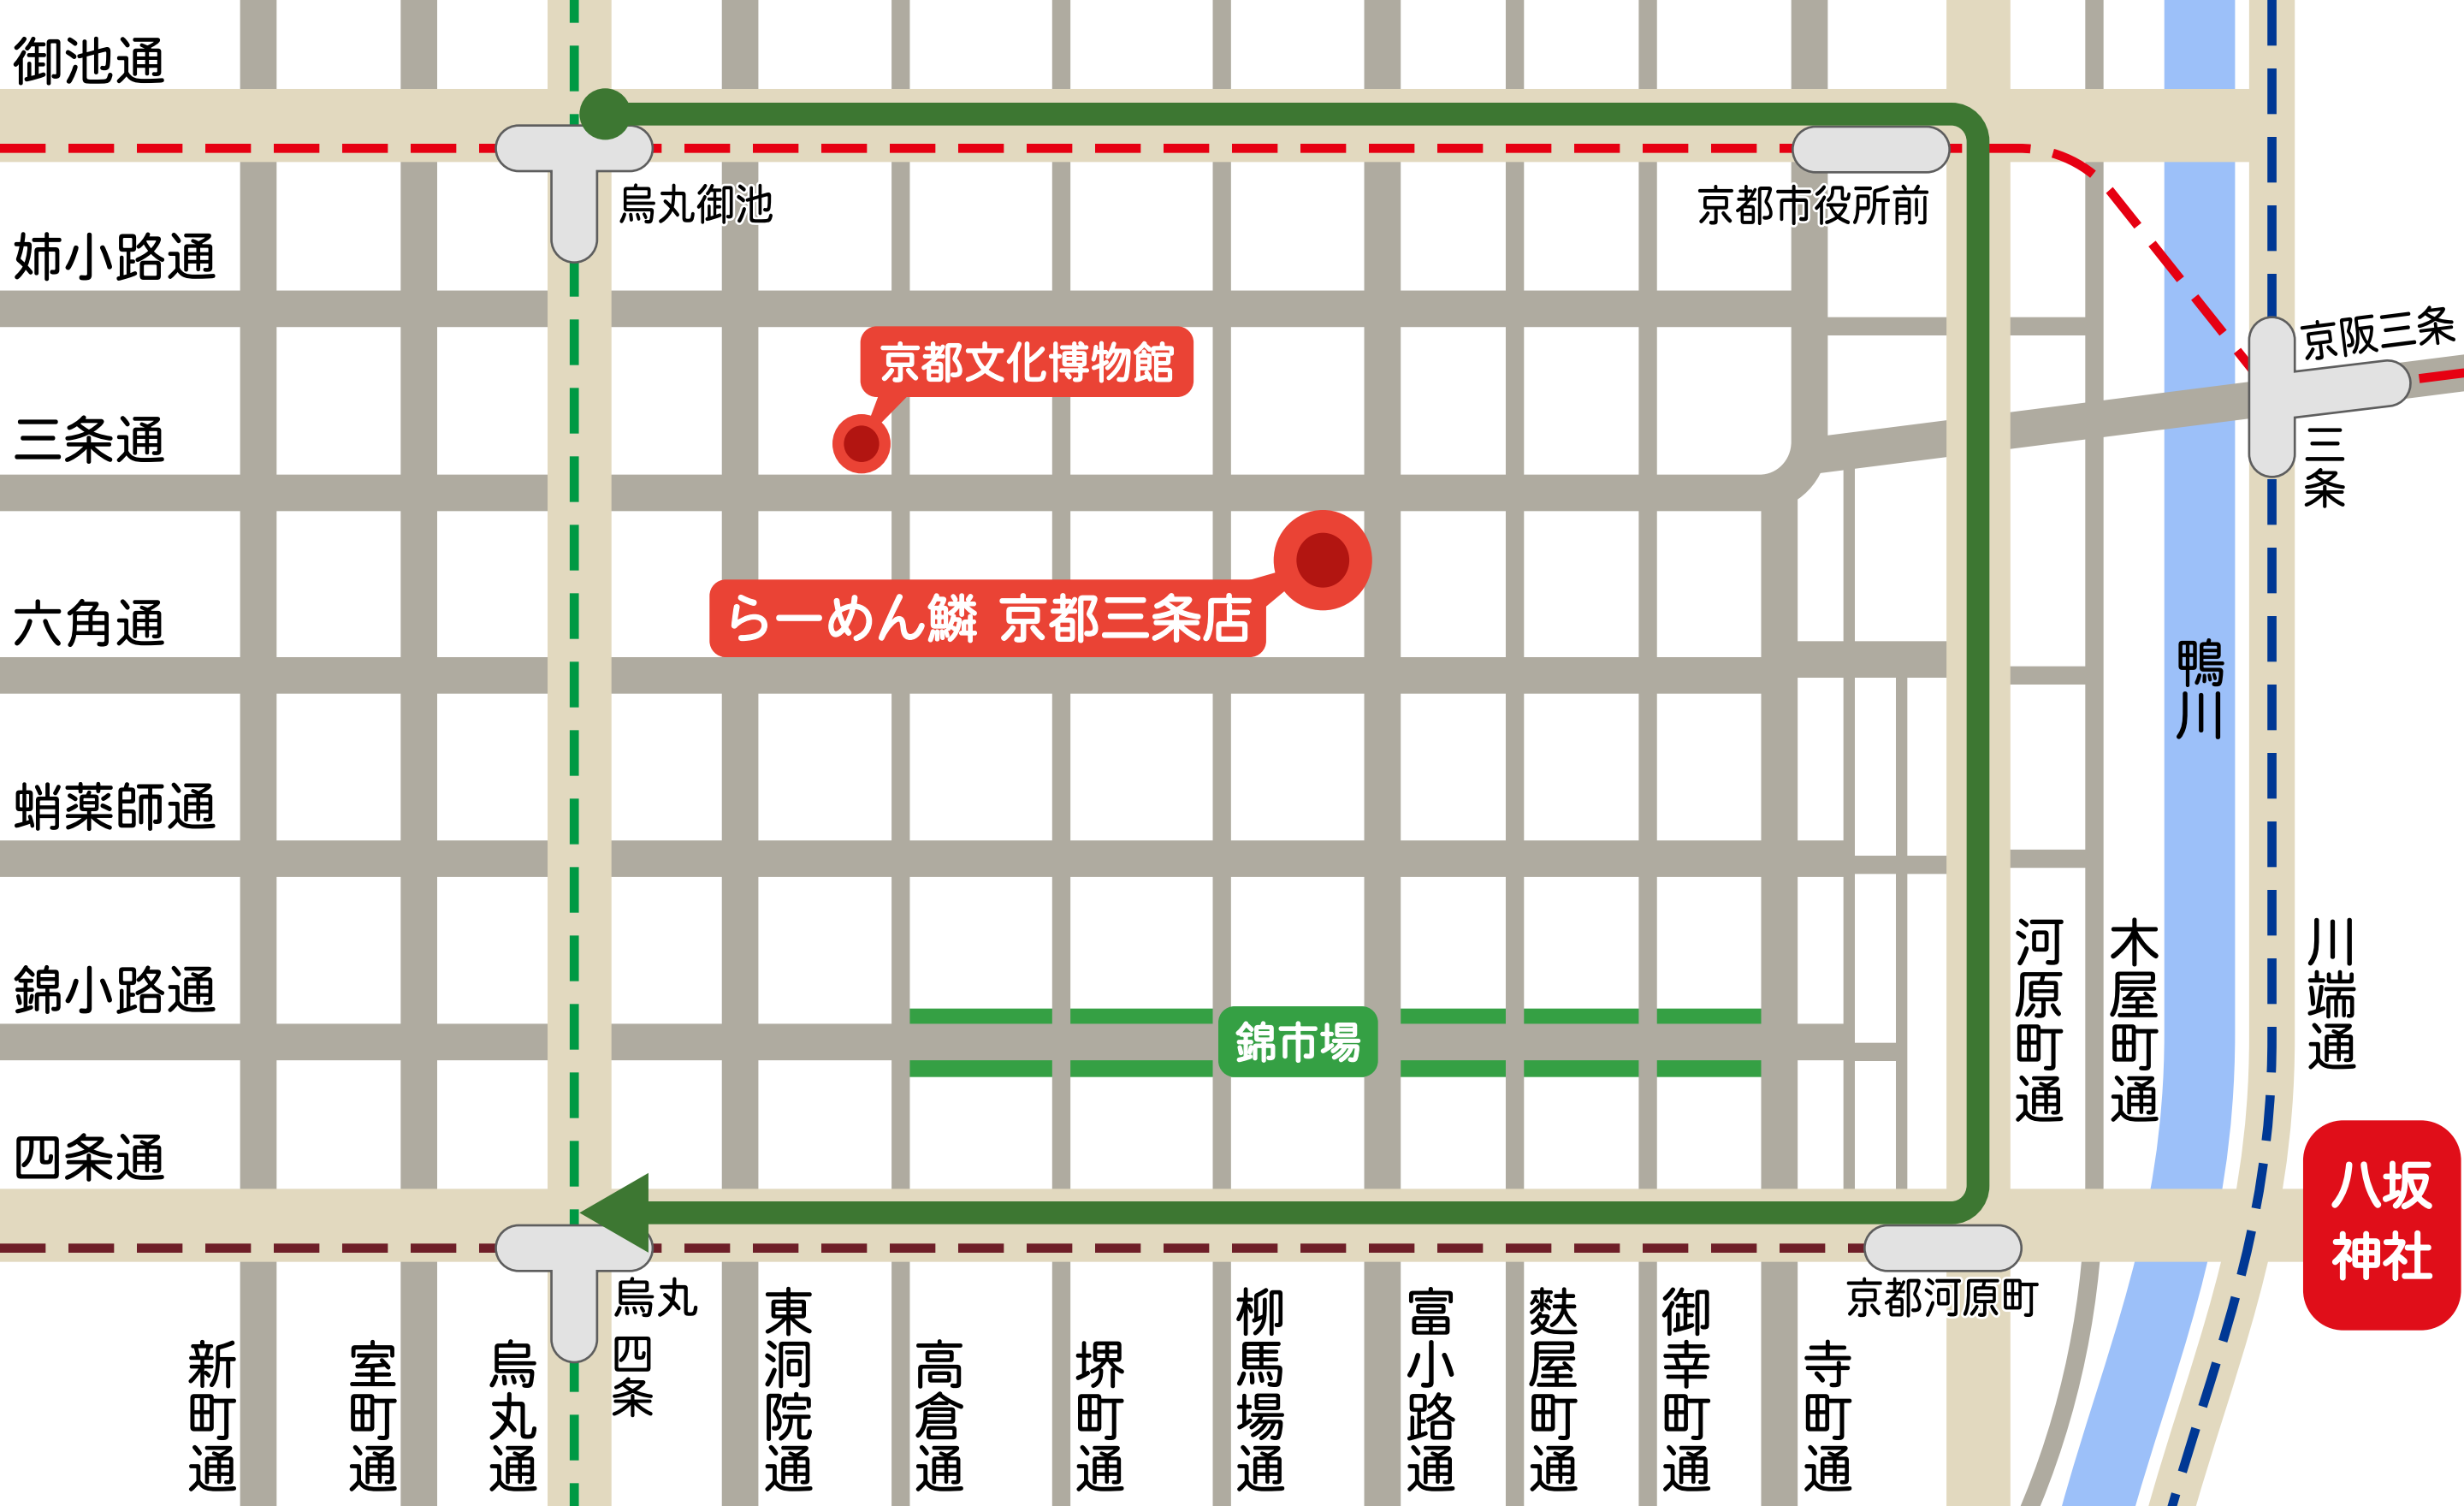 御池通
姉小路通
三条通
六角通
蛸薬師通
錦小路通
四条通
烏丸御池
京都市役所前
京阪三条
三条
京都文化博物館
らーめん鱗 京都三条店
鴨川
錦市場
河原町通
木屋町通
川端通
八坂
神社
烏丸
四条
京都河原町
新町通
室町通
烏丸通
東洞院通
高倉通
堺町通
柳馬場通
富小路通
麩屋町通
御幸町通
寺町通